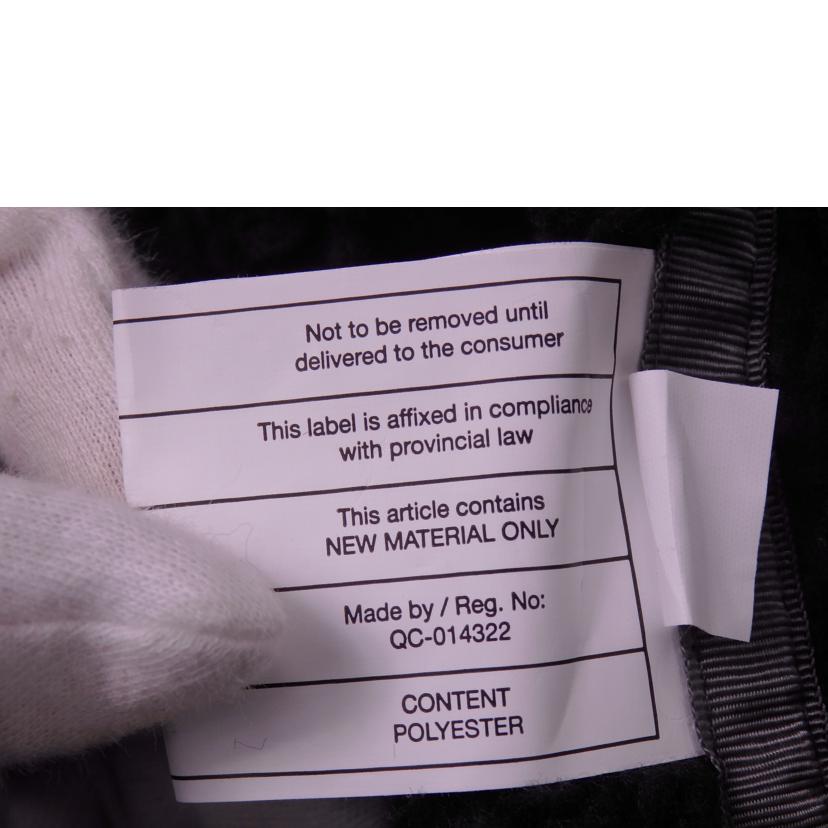 Not to be removed until
delivered to the consumer
This label is affixed in compliance
with provincial law
This article contains
NEW MATERIAL ONLY
Made by / Reg. No:
QC-014322
CONTENT
POLYESTER